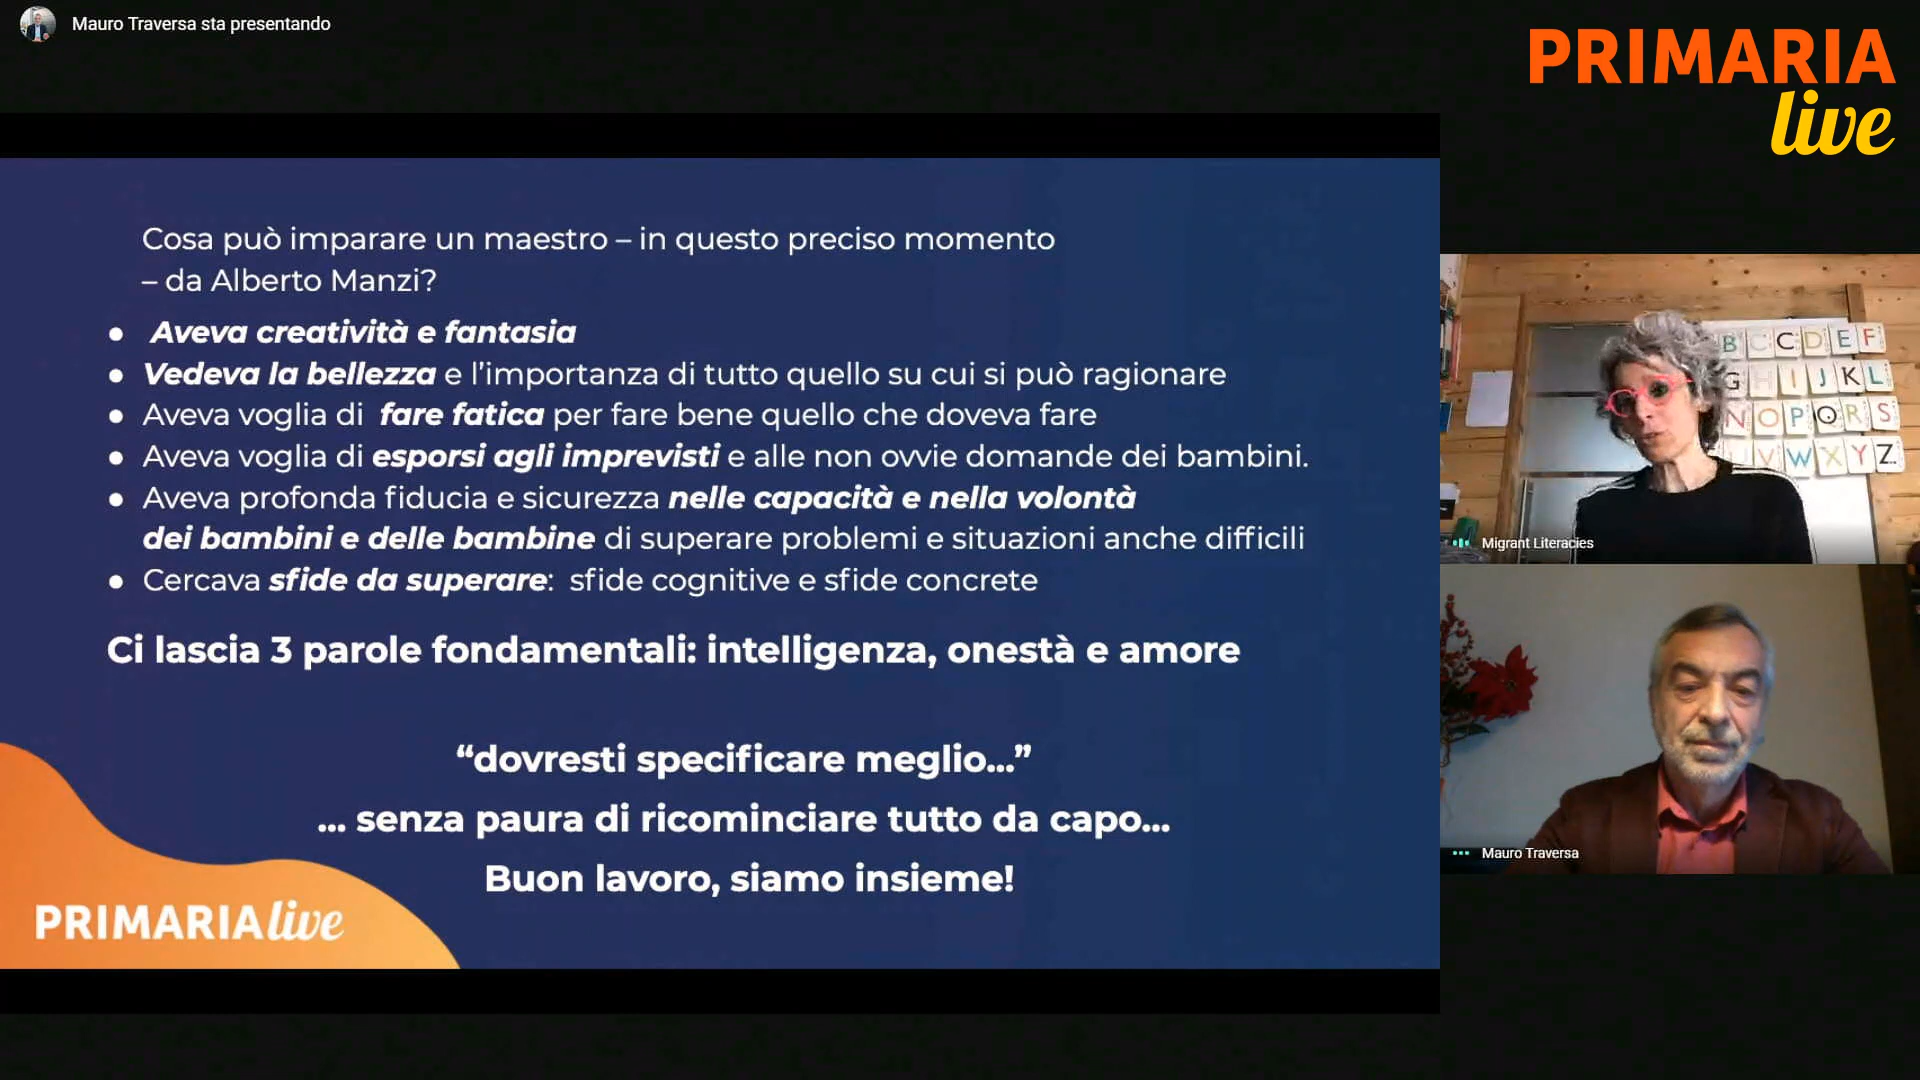 Mauro Traversa sta presentando
PRIMARIA
live
Cosa può imparare un maestro – in questo preciso momento
– da Alberto Manzi?
● Aveva creatività e fantasia
● Vedeva la bellezza e l’importanza di tutto quello su cui si può ragionare
● Aveva voglia di fare fatica per fare bene quello che doveva fare
● Aveva voglia di esporsi agli imprevisti e alle non ovvie domande dei bambini.
● Aveva profonda fiducia e sicurezza nelle capacità e nella volontà
dei bambini e delle bambine di superare problemi e situazioni anche difficili
● Cercava sfide da superare: sfide cognitive e sfide concrete
Ci lascia 3 parole fondamentali: intelligenza, onestà e amore
“dovresti specificare meglio...”
... senza paura di ricominciare tutto da capo...
Buon lavoro, siamo insieme!
PRIMARIA live
B C C D E F
G H I J K L
N O P Q R S
U V W X Y Z
Migrant Literacies
Mauro Traversa